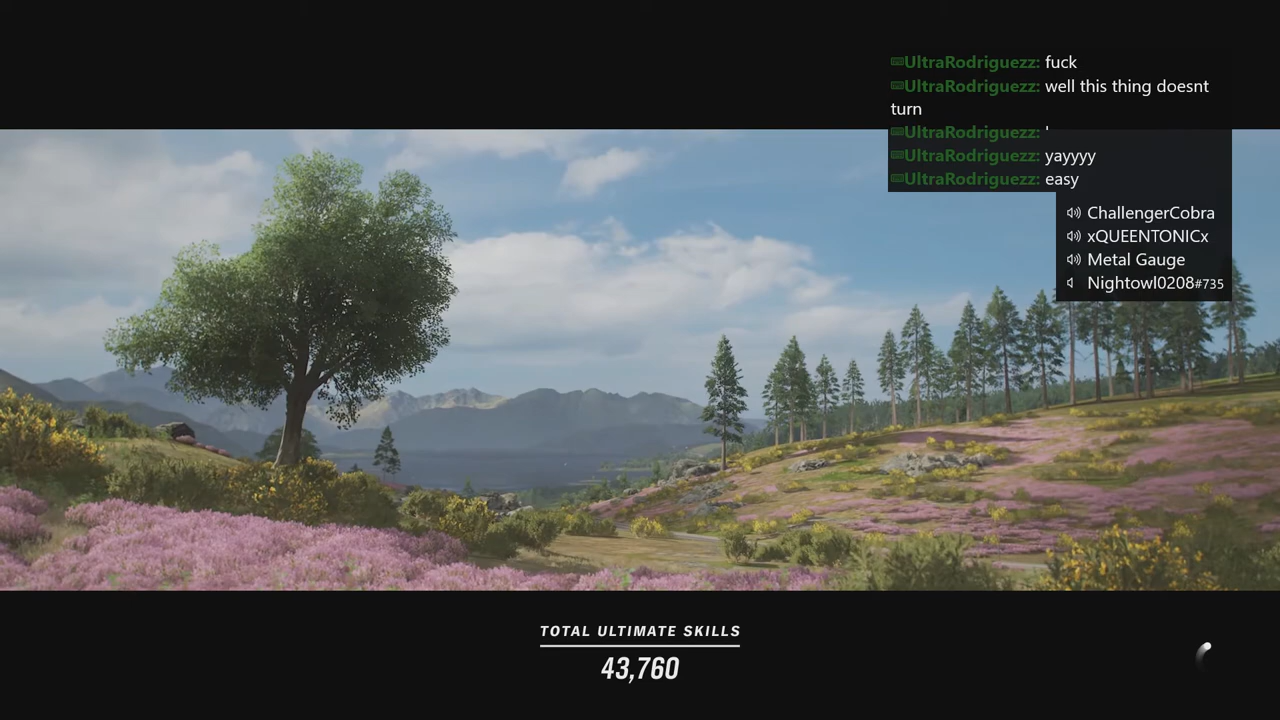 UltraRodriguezz: fuck
UltraRodriguezz: well this thing doesnt
turn
UltraRodriguezz:
UltraRodriguezz: yayyyy
UltraRodriguezz: easy
ChallengerCobra
xQUEENTONICx
Metal Gauge
Nightowl0208#735
TOTAL ULTIMATE SKILLS
43,760